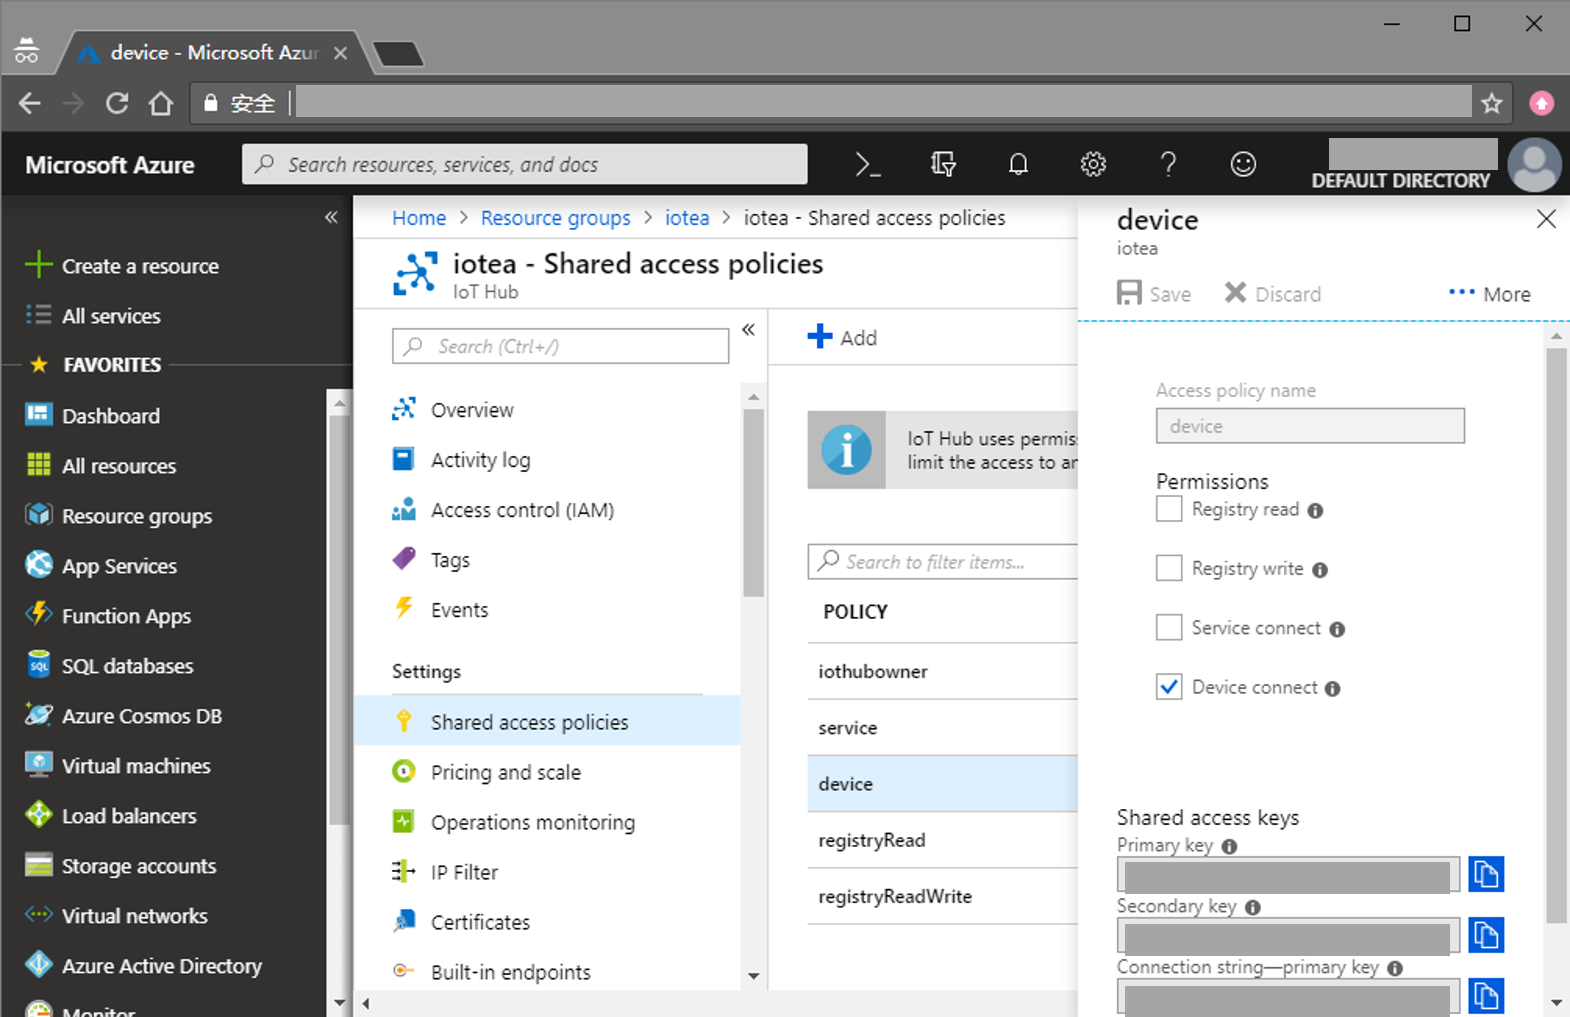 device - Microsoft Azur
安全
Microsoft Azure
Search resources, services, and docs
DEFAULT DIRECTORY
Create a resource
All services
FAVORITES
Dashboard
All resources
Resource groups
App Services
Function Apps
SQL databases
Azure Cosmos DB
Virtual machines
Load balancers
Storage accounts
Virtual networks
Azure Active Directory
Monitor
Home > Resource groups > iotea > iotea - Shared access policies
iotea - Shared access policies
IoT Hub
Search (Ctrl+/)
Overview
Activity log
Access control (IAM)
Tags
Events
Settings
Shared access policies
Pricing and scale
Operations monitoring
IP Filter
Certificates
Built-in endpoints
Add
IoT Hub uses permis
limit the access to an
Search to filter items...
POLICY
iothubowner
service
device
registryRead
registryReadWrite
device
iotea
Save
Discard
More
Access policy name
device
Permissions
Registry read
Registry write
Service connect
Device connect
Shared access keys
Primary key
Secondary key
Connection string—primary key